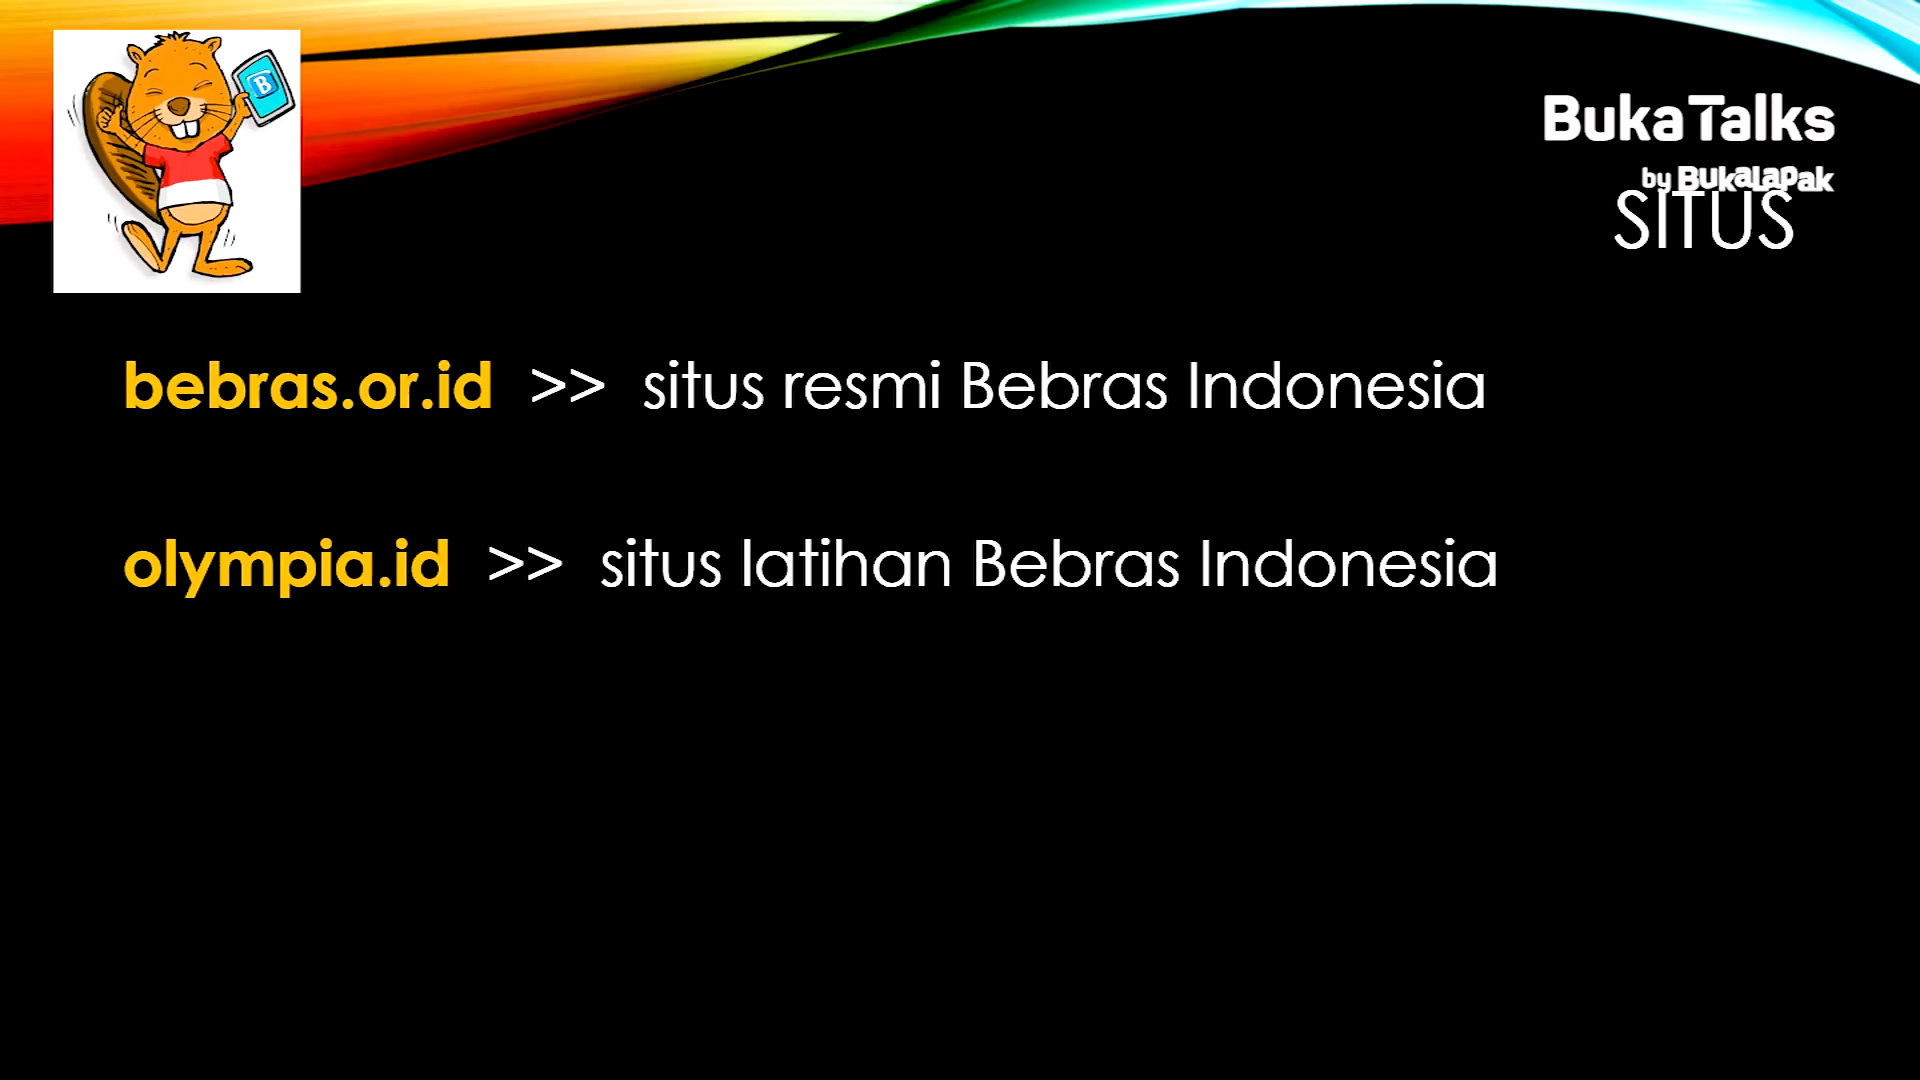 B
BukaTalks
by Bukalapak
SITUS
bebras.or.id >> situs resmi Bebras Indonesia
olympia.id >> situs latihan Bebras Indonesia